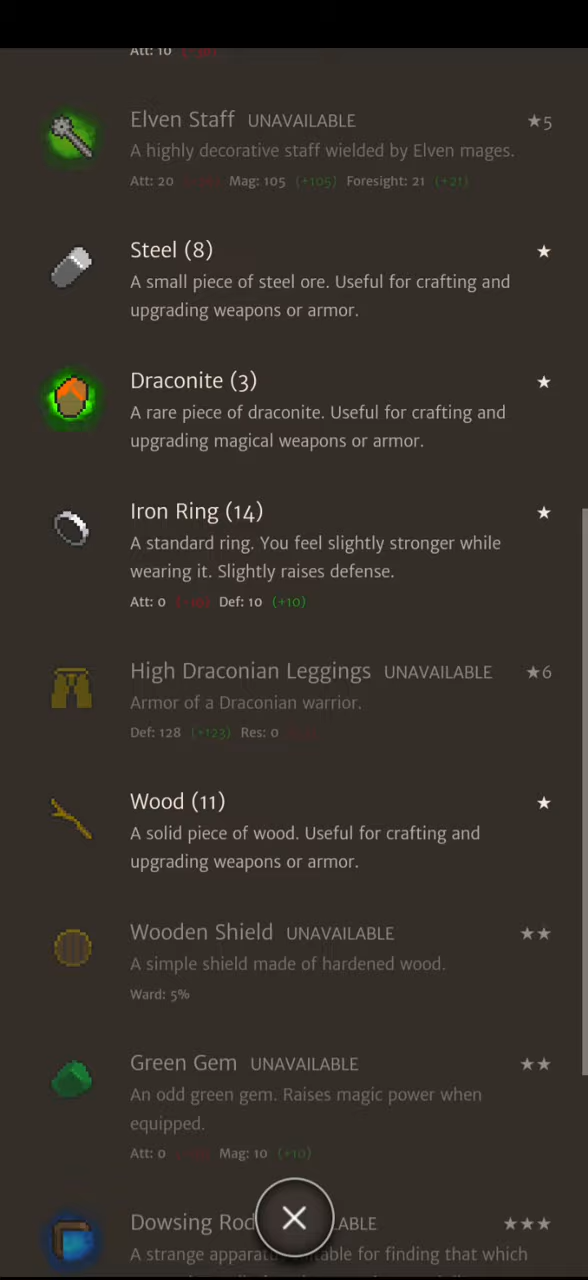 Att: 10
Elven Staff UNAVAILABLE ★5
A highly decorative staff wielded by Elven mages.
Att: 20 Mag: 105 (+105) Foresight: 21 (+21)
Steel (8) ★
A small piece of steel ore. Useful for crafting and
upgrading weapons or armor.
Draconite (3) ★
A rare piece of draconite. Useful for crafting and
upgrading magical weapons or armor.
Iron Ring (14) ★
A standard ring. You feel slightly stronger while
wearing it. Slightly raises defense.
Att: 0 Def: 10 (+10)
High Draconian Leggings UNAVAILABLE ★6
Armor of a Draconian warrior.
Def: 128 (+123) Res: 0
Wood (11) ★
A solid piece of wood. Useful for crafting and
upgrading weapons or armor.
Wooden Shield UNAVAILABLE ★★
A simple shield made of hardened wood.
Ward: 5%
Green Gem UNAVAILABLE ★★
An odd green gem. Raises magic power when
equipped.
Att: 0 Mag: 10 (+10)
Dowsing Rod ★★★
A strange for finding that which